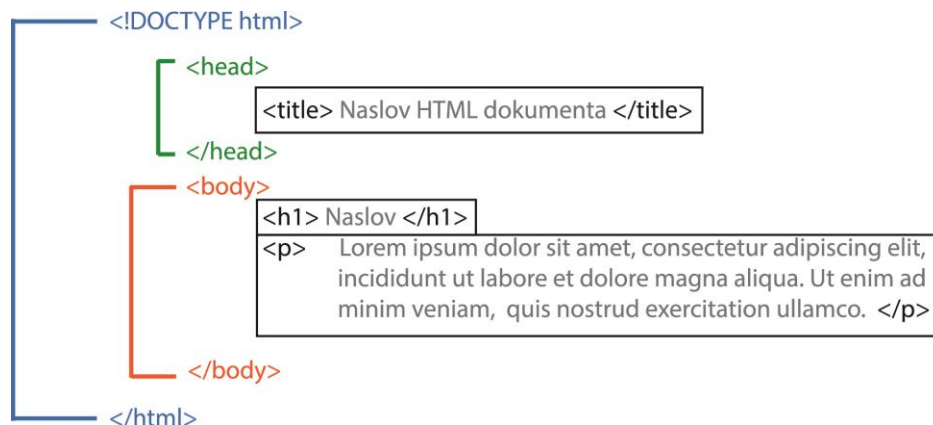 <!DOCTYPE html>
<head>
<title> Naslov HTML dokumenta </title>
</head>
<body>
<h1> Naslov </h1>
<p> Lorem ipsum dolor sit amet, consectetur adipiscing elit,
incididunt ut labore et dolore magna aliqua. Ut enim ad
minim veniam, quis nostrud exercitation ullamco. </p>
</body>
</html>